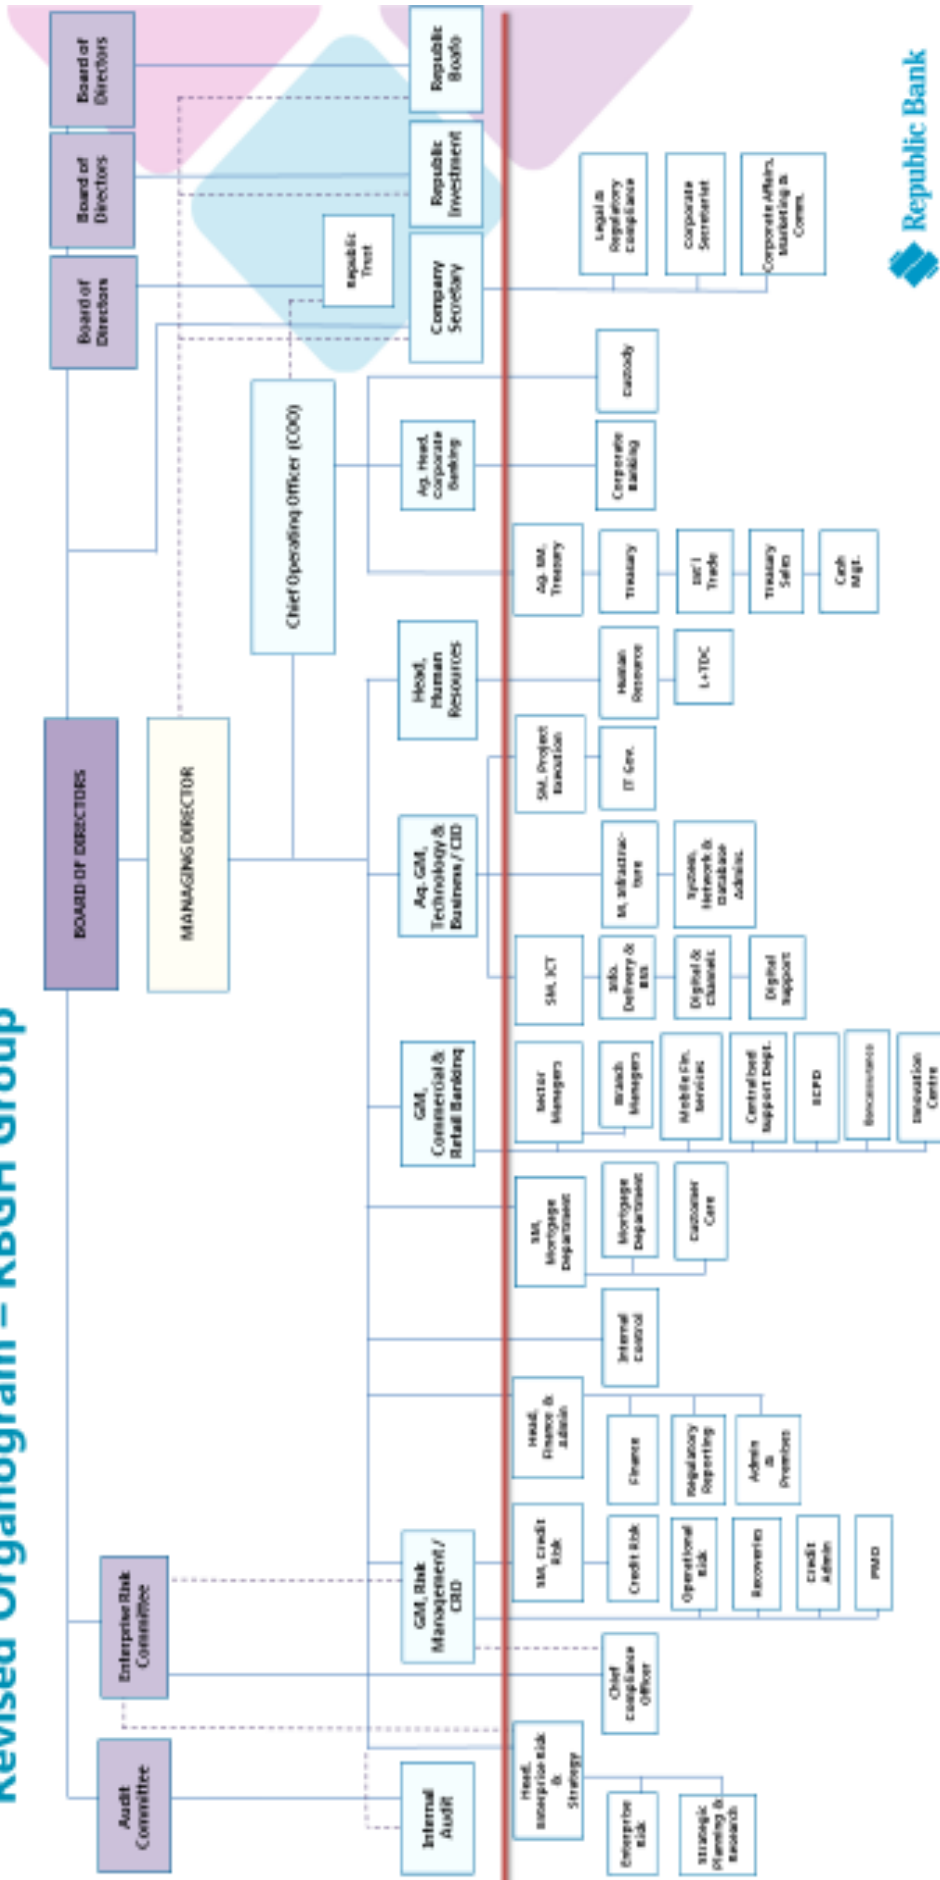 Revised Organogram – RBGH Group
BOARD OF DIRECTORS
Board of
Directors
Board of
Directors
Board of
Directors
MANAGING DIRECTOR
Audit
Committee
Enterprise Risk
Committee
Chief Operating Officer (COO)
Republic
Trust
Internal
Audit
GM, Risk
Management /
CRO
GM,
Commercial &
Retail Banking
Ag. GM,
Technology &
Business / CIO
Head,
Human
Resources
Ag. Head,
Corporate
Banking
Company
Secretary
Republic
Investment
Republic
Boafo
Head,
Enterprise Risk
&
Strategy
SM, Credit
Risk
Head,
Finance &
Admin
SM,
Mortgage
Department
Sector
Managers
SM, ICT
SM, Project
Execution
Ag. SM,
Treasury
Enterprise
Risk
Strategic
Planning &
Research
Chief
Compliance
Officer
Credit Risk
Operational
Risk
Recoveries
Credit
Admin
PMO
Finance
Regulatory
Reporting
Admin
&
Premises
Internal
Control
Mortgage
Department
Customer
Care
Branch
Managers
Mobile Fin.
Services
Centralised
Support Dept.
BCPD
Bancassurance
Innovation
Centre
Info.
Delivery &
Digital &
Channels
Digital
Support
M, Infrastruc-
ture
System,
Network &
Database
Admins.
IT Gov.
Human
Resource
L+TDC
Treasury
Int'l
Trade
Treasury
Sales
Cash
Mgt.
Corporate
Banking
Custody
Legal &
Regulatory
Compliance
Corporate
Secretariat
Corporate Affairs,
Marketing &
Comm.
Republic Bank